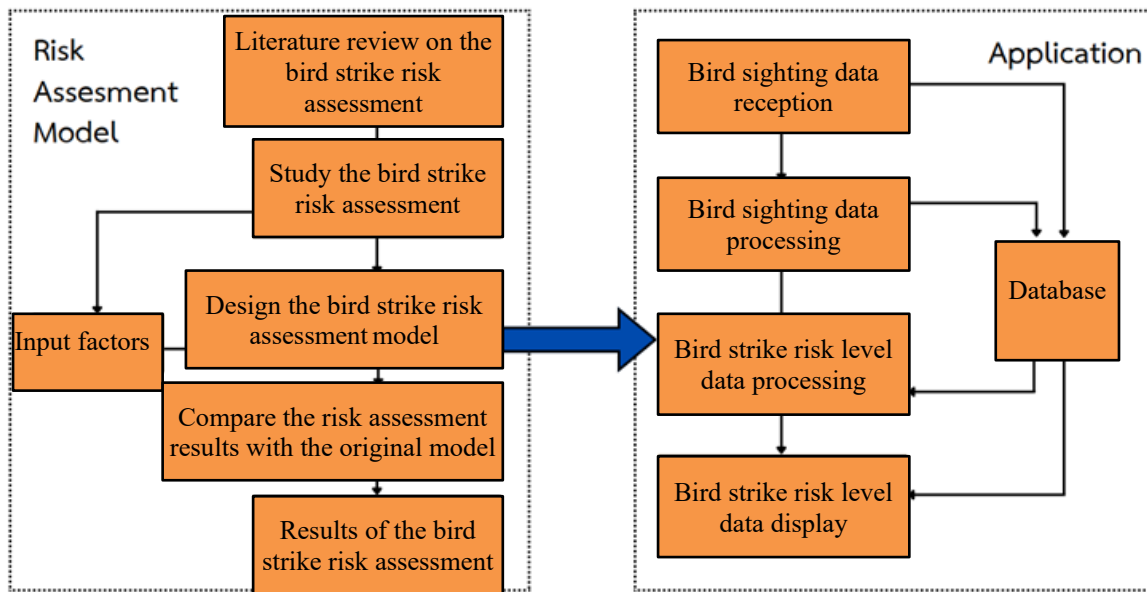 Risk
Assesment
Model
Literature review on the
bird strike risk
assessment
Study the bird strike
risk assessment
Design the bird strike risk
assessment model
Input factors
Compare the risk assessment
results with the original model
Results of the bird
strike risk assessment
Application
Bird sighting data
reception
Bird sighting data
processing
Database
Bird strike risk level
data processing
Bird strike risk level
data display